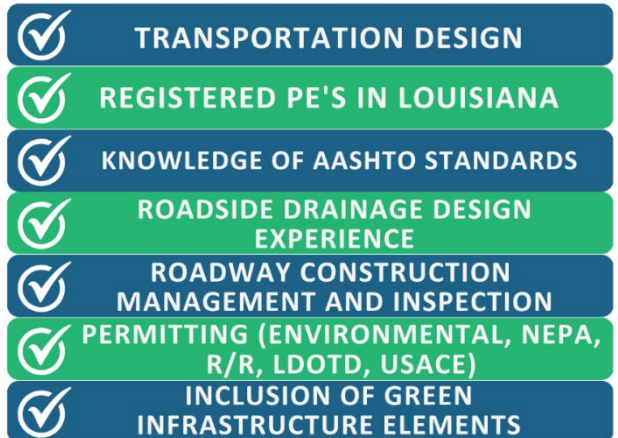 TRANSPORTATION DESIGN
REGISTERED PE'S IN LOUISIANA
KNOWLEDGE OF AASHTO STANDARDS
ROADSIDE DRAINAGE DESIGN
EXPERIENCE
ROADWAY CONSTRUCTION
MANAGEMENT AND INSPECTION
PERMITTING (ENVIRONMENTAL, NEPA,
R/R, LDOTD, USACE)
INCLUSION OF GREEN
INFRASTRUCTURE ELEMENTS